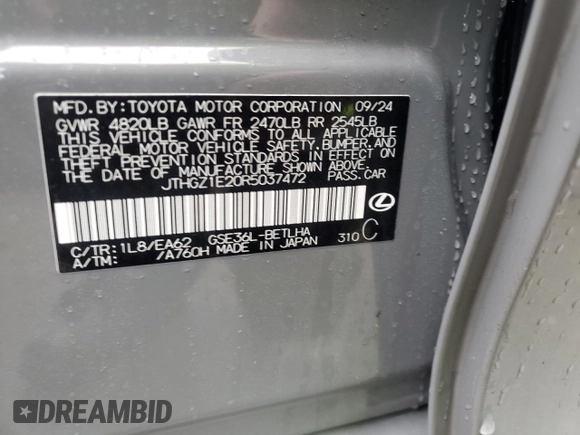 MFD. BY: TOYOTA MOTOR CORPORATION 09/24
GVWR 4820LB GAWR FR 2470LB RR 2545LB
THIS VEHICLE CONFORMS TO ALL APPLICABLE
FEDERAL MOTOR VEHICLE SAFETY, BUMPER, AND
THEFT PREVENTION STANDARDS IN EFFECT ON
THE DATE OF MANUFACTURE SHOWN ABOVE.
JTHGZ1E20R5037472 PASS. CAR
C/TR: 1L8/EA62 GSE36L-BETLHA
A/TM: /A760H MADE IN JAPAN 310 C
DREAMBID